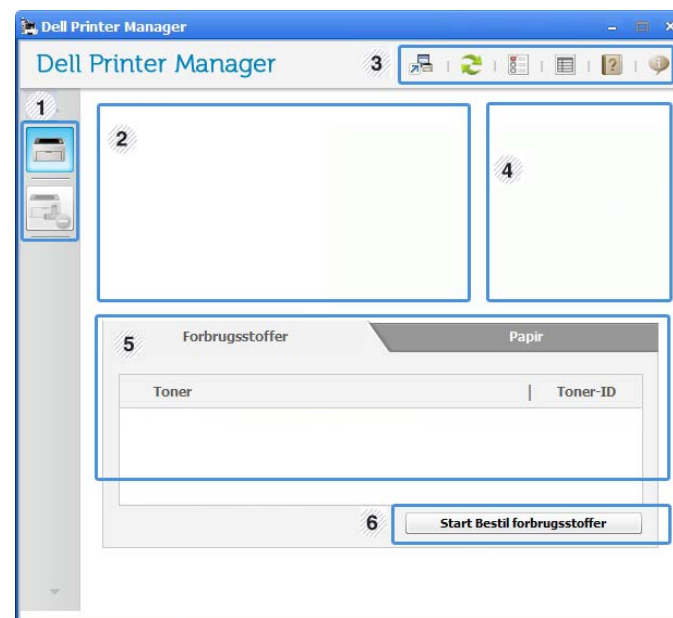 Dell Printer Manager
Dell Printer Manager
3
1
2
4
5
Forbrugsstoffer
Papir
Toner
Toner-ID
6
Start Bestil forbrugsstoffer